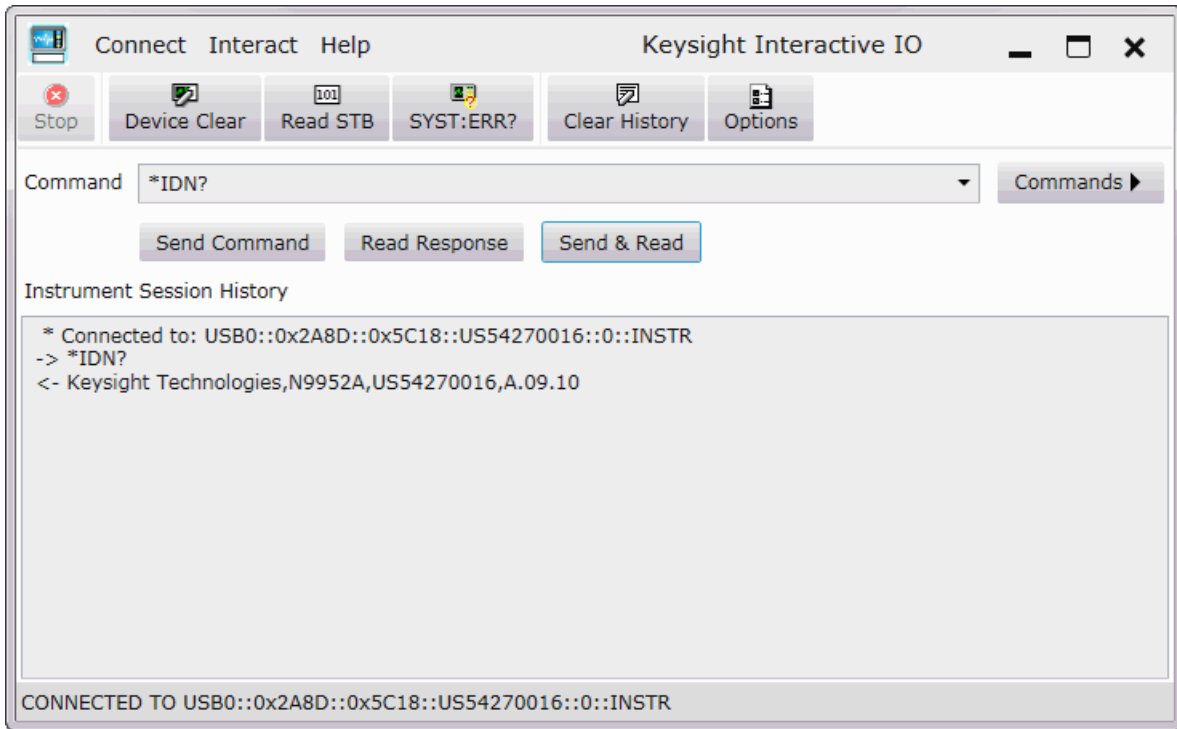 Connect Interact Help Keysight Interactive IO
Stop Device Clear 101 Read STB SYST:ERR? Clear History Options
Command *IDN? Commands
Send Command Read Response Send & Read
Instrument Session History
* Connected to: USB0::0x2A8D::0x5C18::US54270016::0::INSTR
-> *IDN?
<- Keysight Technologies,N9952A,US54270016,A.09.10
CONNECTED TO USB0::0x2A8D::0x5C18::US54270016::0::INSTR